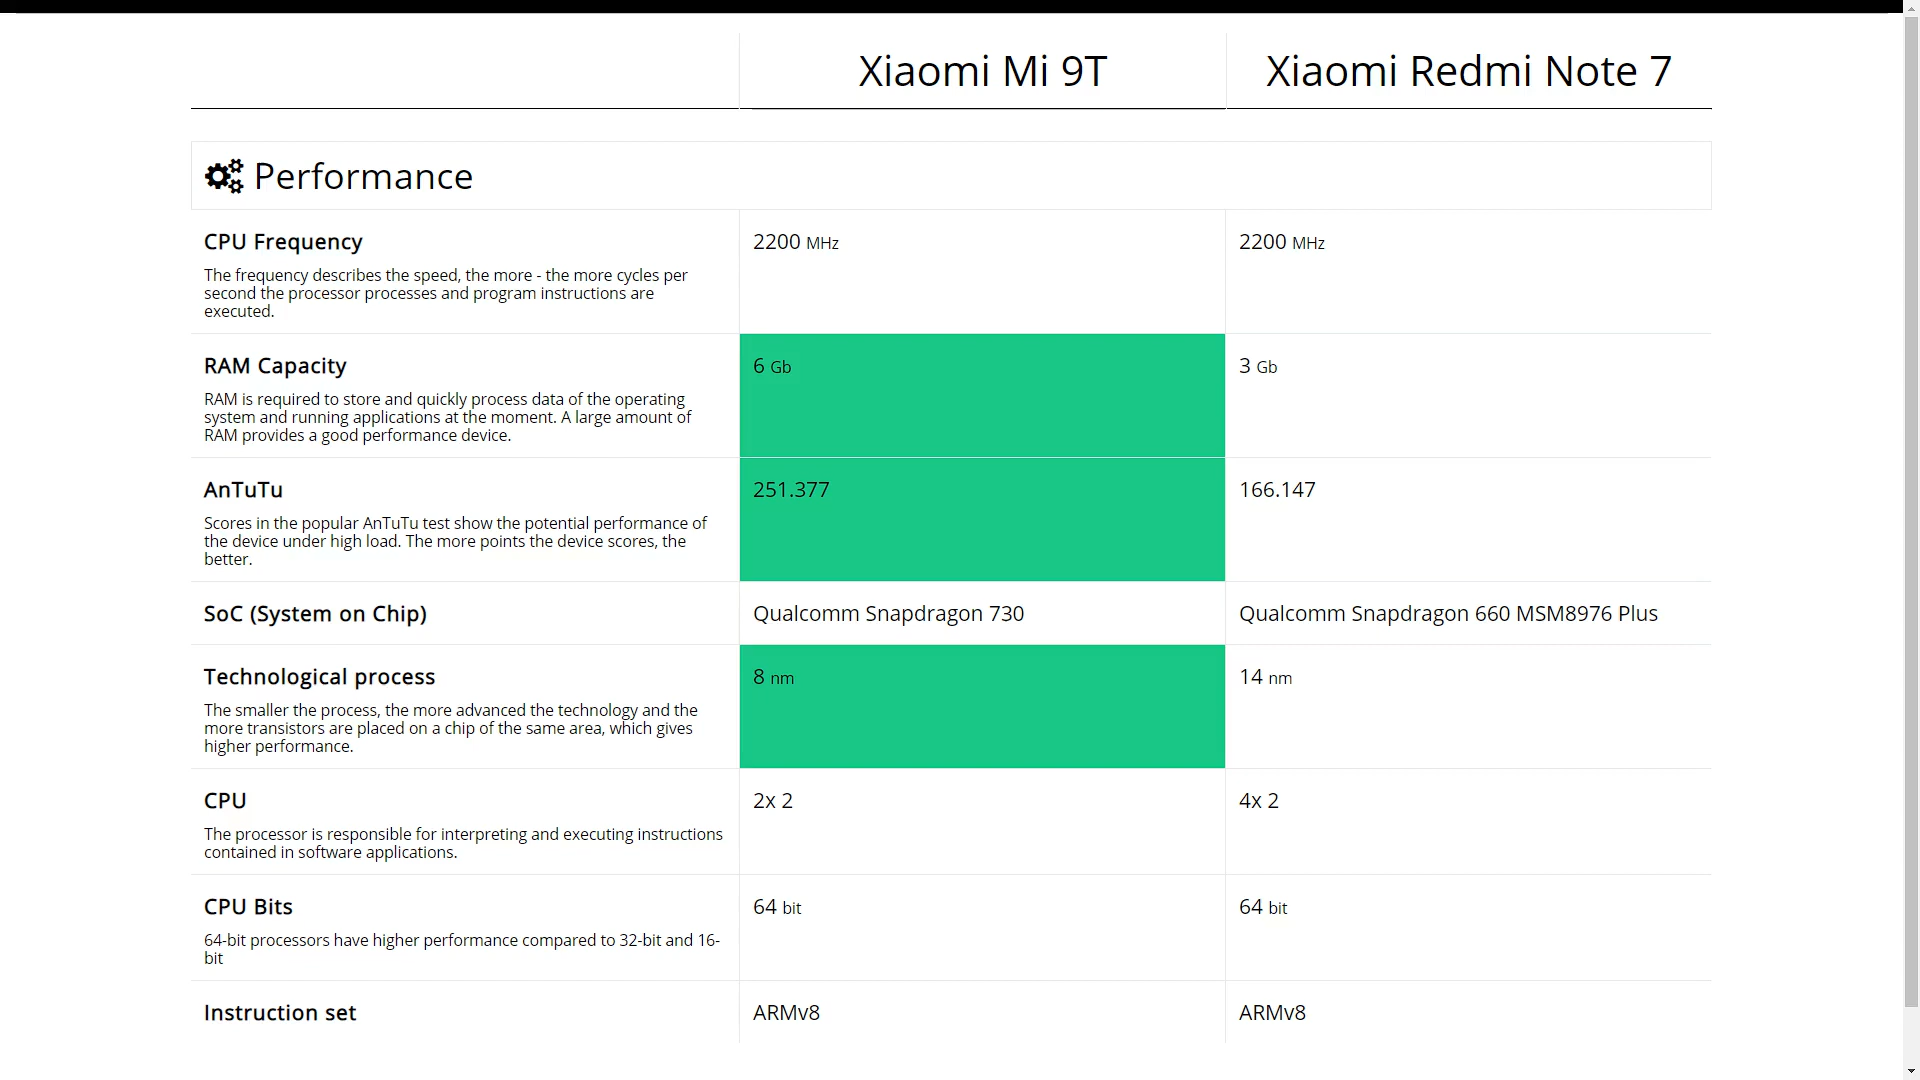 Xiaomi Mi 9T
Xiaomi Redmi Note 7
Performance
CPU Frequency
The frequency describes the speed, the more - the more cycles per
second the processor processes and program instructions are
executed.
2200 MHz
2200 MHz
RAM Capacity
RAM is required to store and quickly process data of the operating
system and running applications at the moment. A large amount of
RAM provides a good performance device.
6 Gb
3 Gb
AnTuTu
Scores in the popular AnTuTu test show the potential performance of
the device under high load. The more points the device scores, the
better.
251.377
166.147
SoC (System on Chip)
Qualcomm Snapdragon 730
Qualcomm Snapdragon 660 MSM8976 Plus
Technological process
The smaller the process, the more advanced the technology and the
more transistors are placed on a chip of the same area, which gives
higher performance.
8 nm
14 nm
CPU
The processor is responsible for interpreting and executing instructions
contained in software applications.
2x 2
4x 2
CPU Bits
64-bit processors have higher performance compared to 32-bit and 16-
bit
64 bit
64 bit
Instruction set
ARMv8
ARMv8